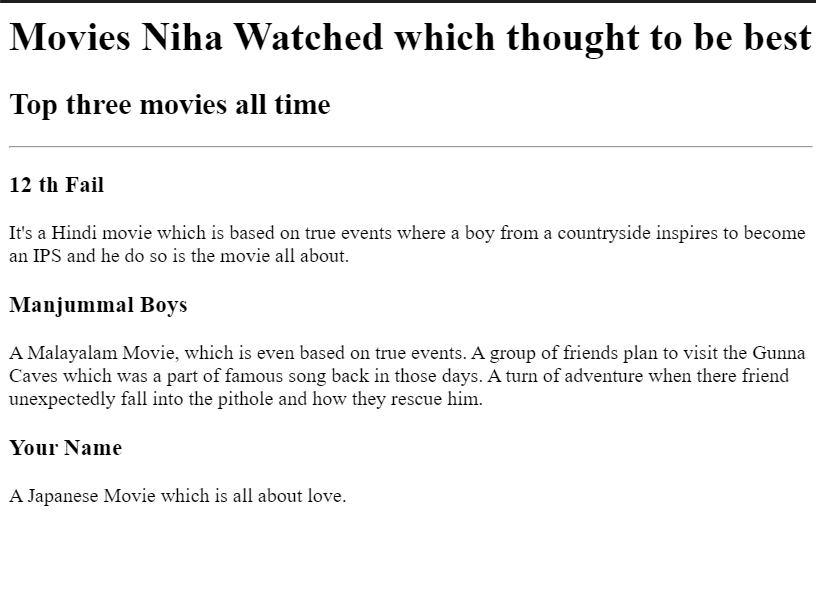 Movies Niha Watched which thought to be best
Top three movies all time
12 th Fail
It's a Hindi movie which is based on true events where a boy from a countryside inspires to become
an IPS and he do so is the movie all about.
Manjummal Boys
A Malayalam Movie, which is even based on true events. A group of friends plan to visit the Gunna
Caves which was a part of famous song back in those days. A turn of adventure when there friend
unexpectedly fall into the pithole and how they rescue him.
Your Name
A Japanese Movie which is all about love.